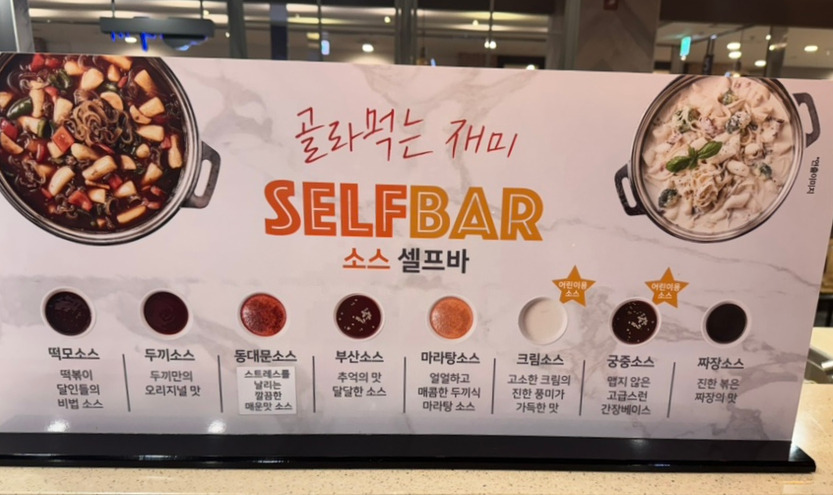 골라먹는 재미
SELFBAR
소스 셀프바
*연출이미지
어린이용
소스
어린이용
소스
떡모소스
떡볶이
달인들의
비법 소스
두끼소스
두끼만의
오리지널 맛
동대문소스
스트레스를
날리는
깔끔한
매운맛 소스
부산소스
추억의 맛
달달한 소스
마라탕소스
얼얼하고
매콤한 두끼식
마라탕 소스
크림소스
고소한 크림의
진한 풍미가
가득한 맛
궁중소스
맵지 않은
고급스런
간장베이스
짜장소스
진한 볶은
짜장의 맛